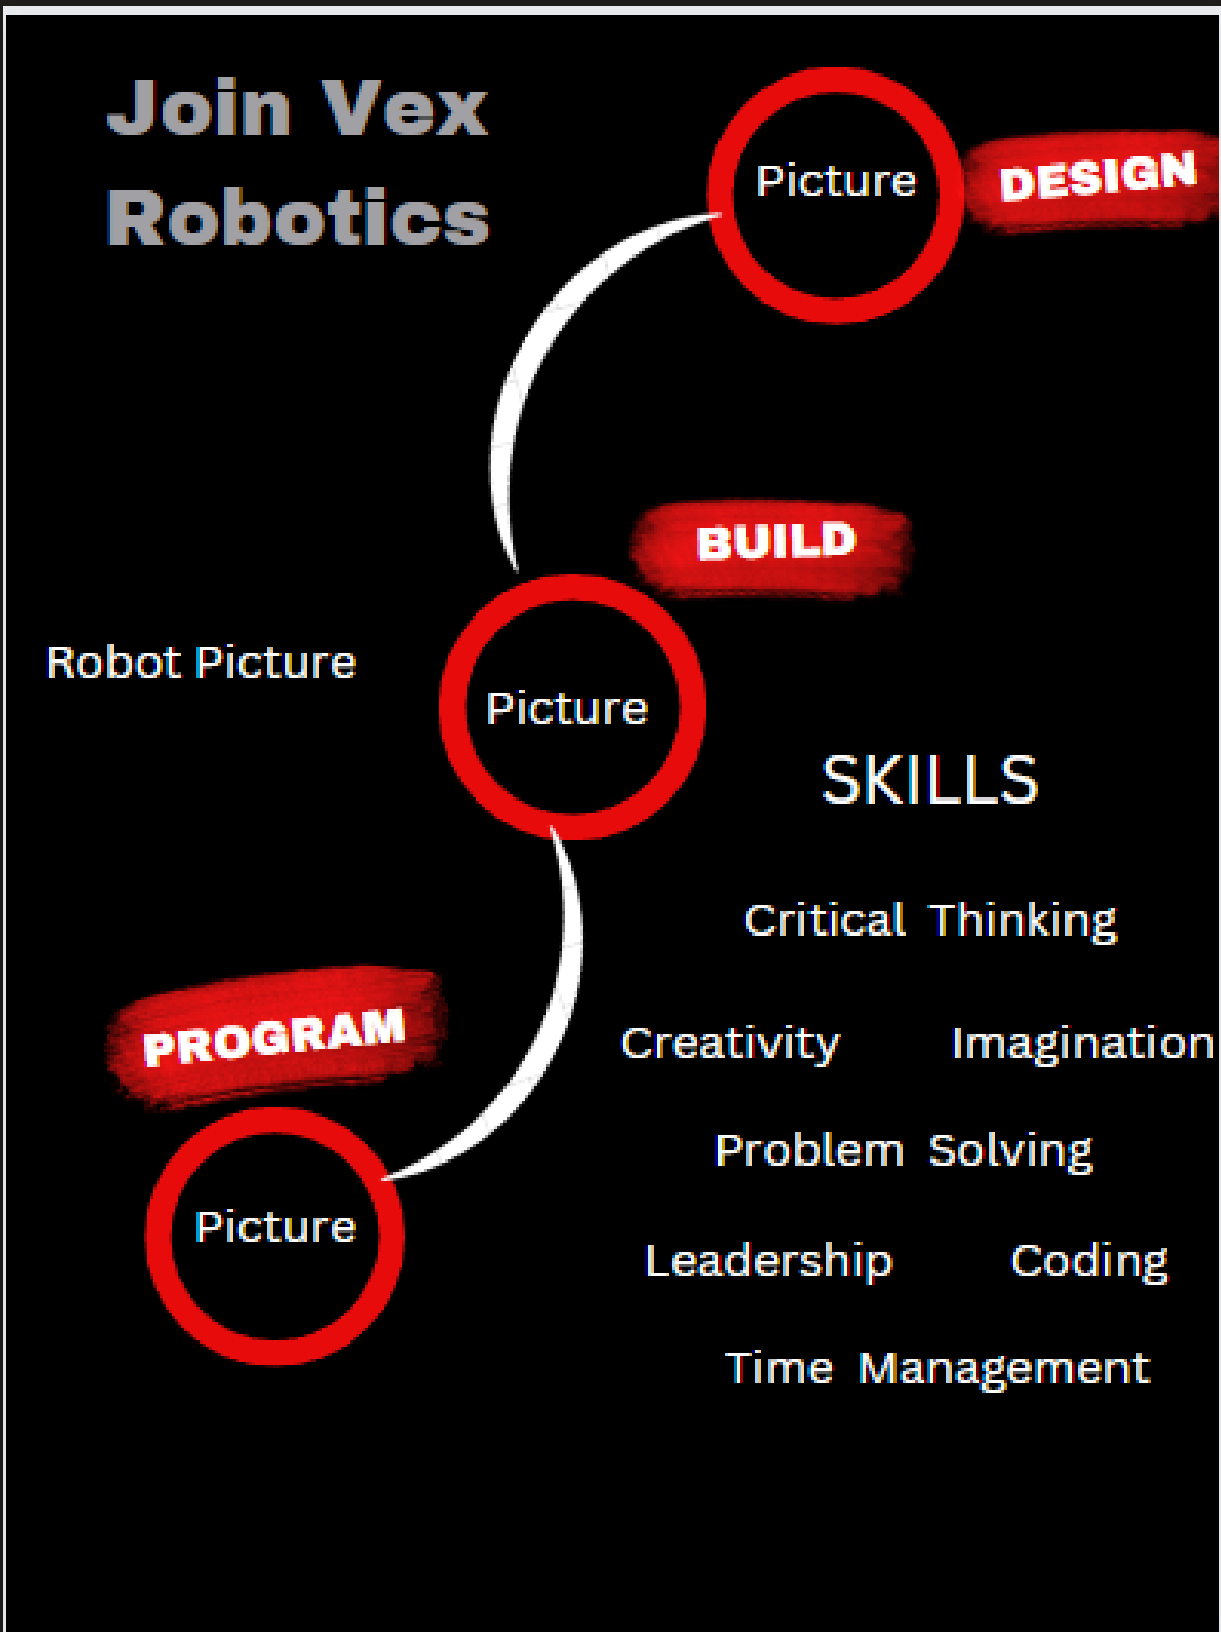 Join Vex
Robotics
Picture
DESIGN
BUILD
Robot Picture
Picture
SKILLS
Critical Thinking
PROGRAM
Creativity Imagination
Problem Solving
Picture
Leadership Coding
Time Management